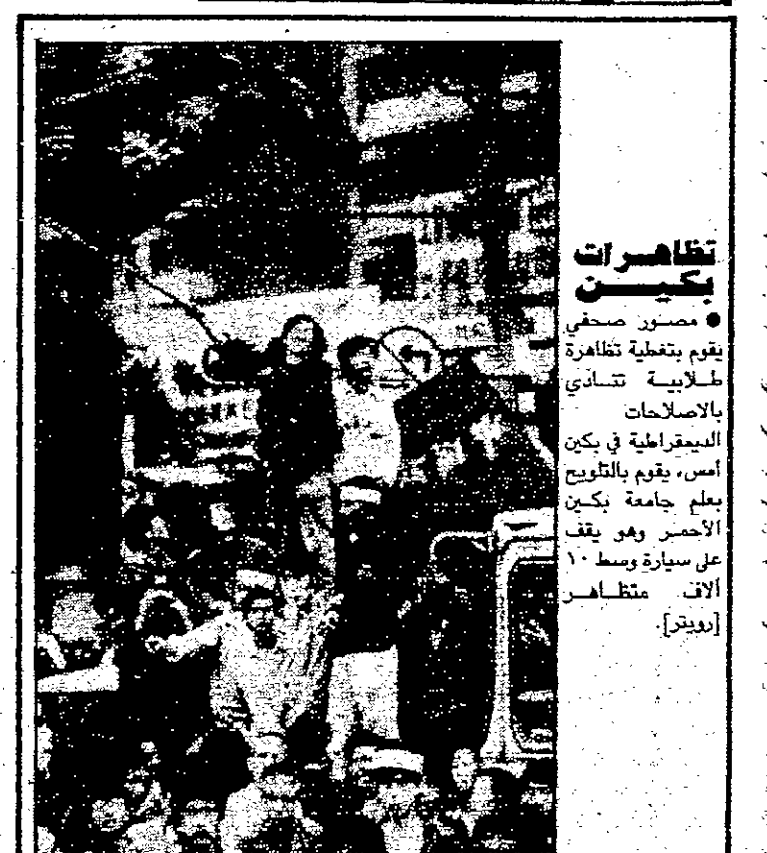 تظاهرات
بكين
● مصور صحفي
يقوم بتغطية تظاهرة
طلابية تنادي
بالاصلاحات
الديمقراطية في بكين
أمس، يقوم بالتلويح
بعلم جامعة بكين
الأحمر وهو يقف
على سيارة وسط ١٠
آلاف متظاهر
[رويتر].